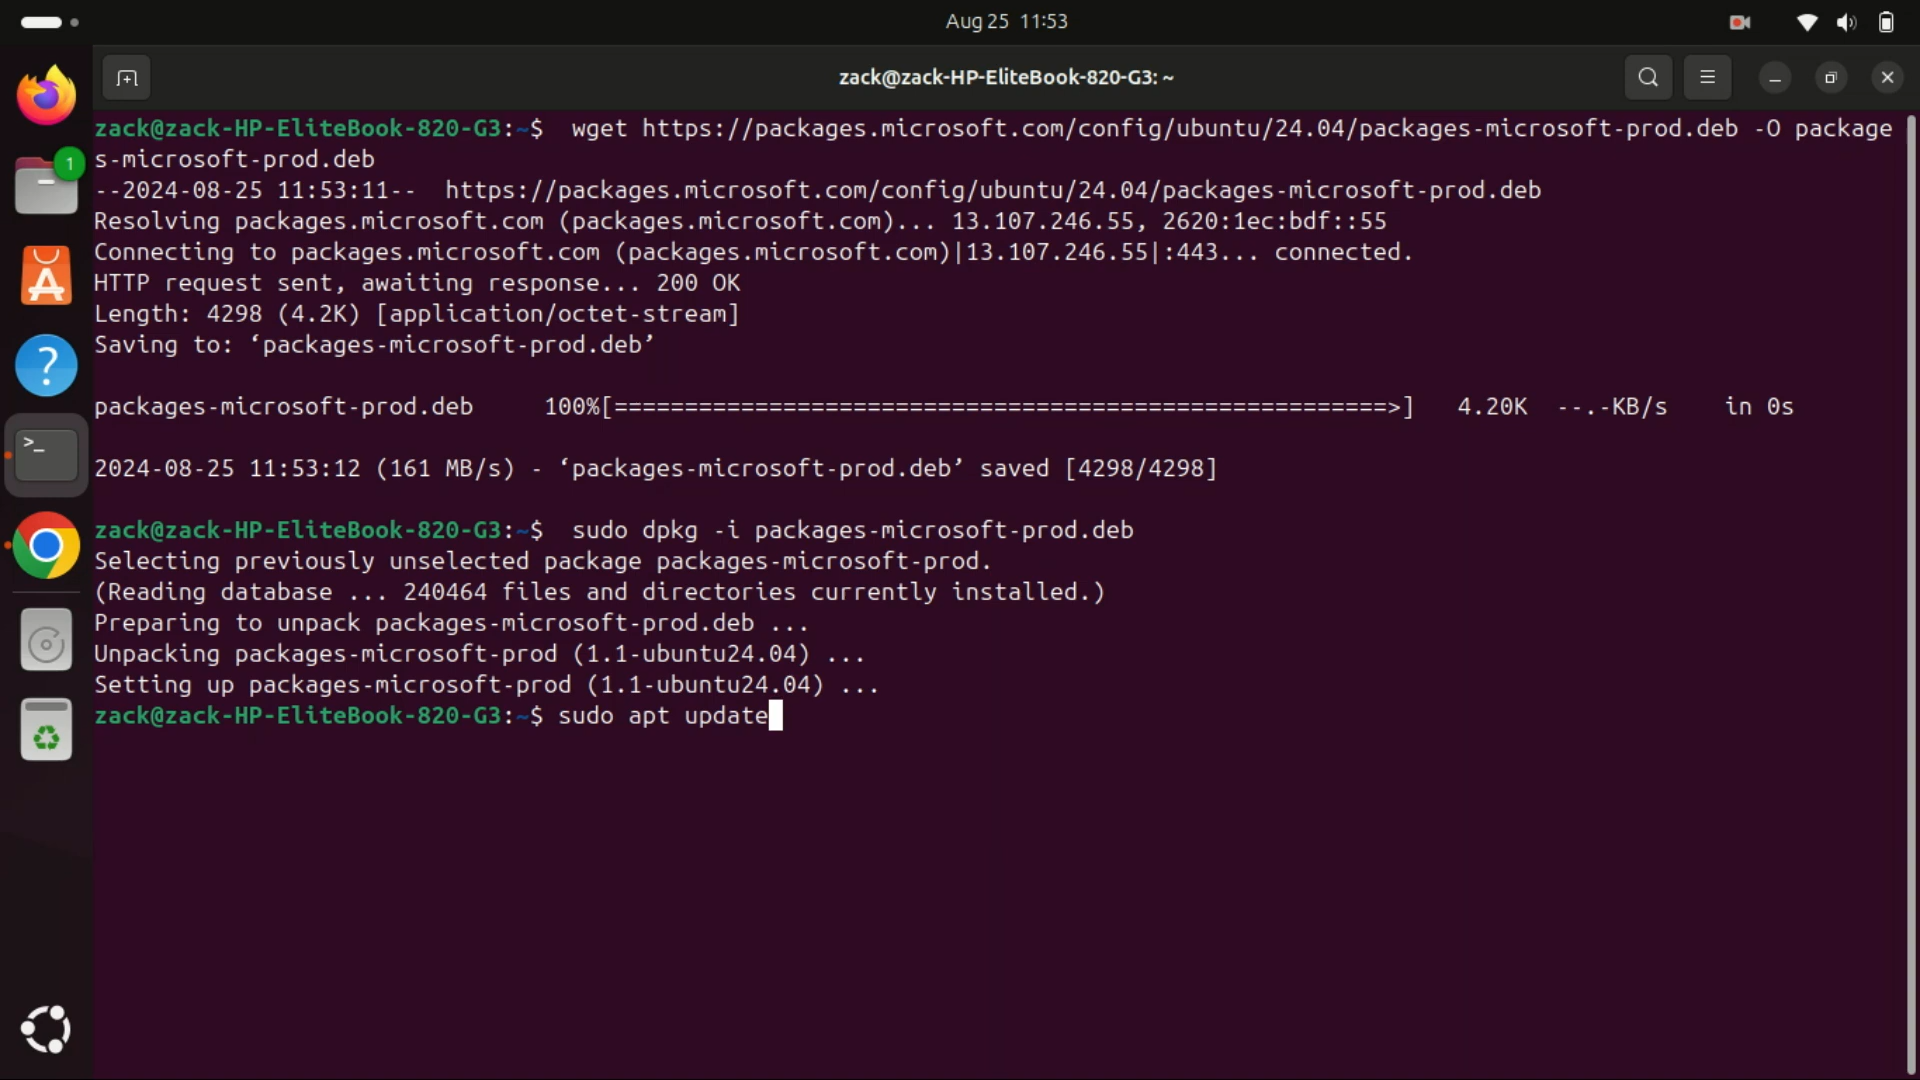 Aug 25 11:53
zack@zack-HP-EliteBook-820-G3: ~
1
zack@zack-HP-EliteBook-820-G3:~$  wget https://packages.microsoft.com/config/ubuntu/24.04/packages-microsoft-prod.deb -O package
s-microsoft-prod.deb
--2024-08-25 11:53:11--  https://packages.microsoft.com/config/ubuntu/24.04/packages-microsoft-prod.deb
Resolving packages.microsoft.com (packages.microsoft.com)... 13.107.246.55, 2620:1ec:bdf::55
Connecting to packages.microsoft.com (packages.microsoft.com)|13.107.246.55|:443... connected.
HTTP request sent, awaiting response... 200 OK
Length: 4298 (4.2K) [application/octet-stream]
Saving to: ‘packages-microsoft-prod.deb’
packages-microsoft-prod.deb     100%[=======================================================>]   4.20K  --.-KB/s    in 0s
2024-08-25 11:53:12 (161 MB/s) - ‘packages-microsoft-prod.deb’ saved [4298/4298]
zack@zack-HP-EliteBook-820-G3:~$  sudo dpkg -i packages-microsoft-prod.deb
Selecting previously unselected package packages-microsoft-prod.
(Reading database ... 240464 files and directories currently installed.)
Preparing to unpack packages-microsoft-prod.deb ...
Unpacking packages-microsoft-prod (1.1-ubuntu24.04) ...
Setting up packages-microsoft-prod (1.1-ubuntu24.04) ...
zack@zack-HP-EliteBook-820-G3:~$ sudo apt update